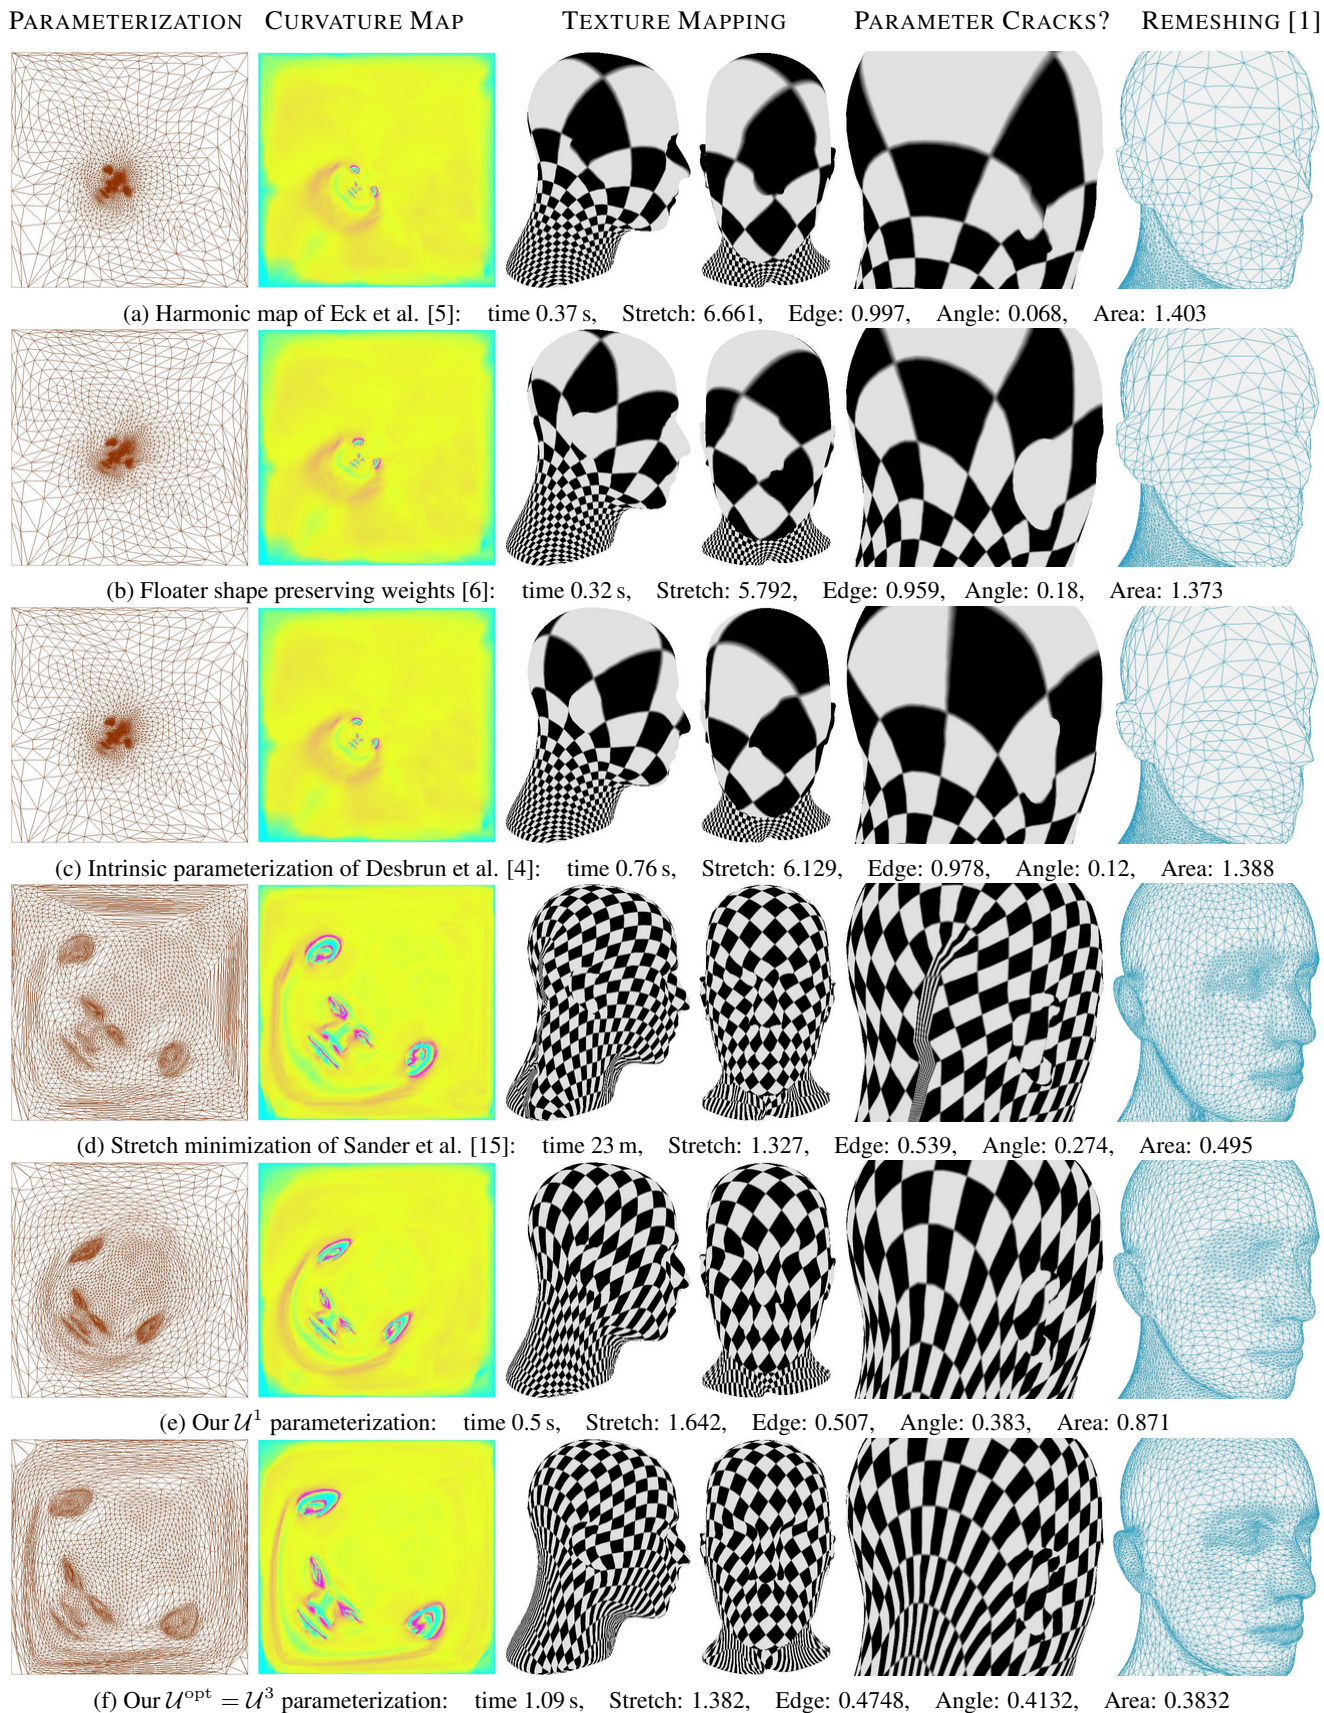 PARAMETERIZATION CURVATURE MAP TEXTURE MAPPING PARAMETER CRACKS? REMESHING [1]
(a) Harmonic map of Eck et al. [5]: time 0.37 s, Stretch: 6.661, Edge: 0.997, Angle: 0.068, Area: 1.403
(b) Floater shape preserving weights [6]: time 0.32 s, Stretch: 5.792, Edge: 0.959, Angle: 0.18, Area: 1.373
(c) Intrinsic parameterization of Desbrun et al. [4]: time 0.76 s, Stretch: 6.129, Edge: 0.978, Angle: 0.12, Area: 1.388
(d) Stretch minimization of Sander et al. [15]: time 23 m, Stretch: 1.327, Edge: 0.539, Angle: 0.274, Area: 0.495
(e) Our 𝒰¹ parameterization: time 0.5 s, Stretch: 1.642, Edge: 0.507, Angle: 0.383, Area: 0.871
(f) Our 𝒰ᵒᵖᵗ = 𝒰³ parameterization: time 1.09 s, Stretch: 1.382, Edge: 0.4748, Angle: 0.4132, Area: 0.3832